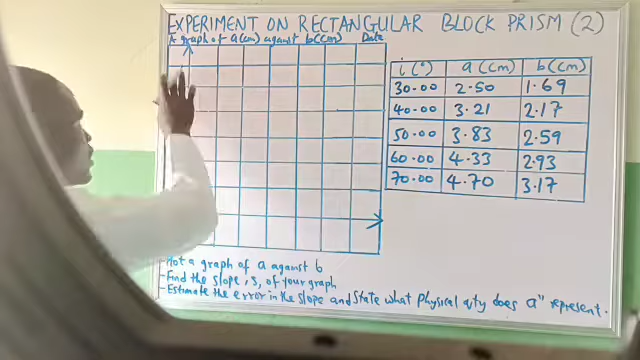 EXPERIMENT ON RECTANGULAR BLOCK PRISM (2)
A graph of a(cm) against b(cm) Date
i (°) a (cm) b (cm)
30.00 2.50 1.69
40.00 3.21 2.17
50.00 3.83 2.59
60.00 4.33 2.93
70.00 4.70 3.17
-Plot a graph of a against b
-Find the slope, s, of your graph
-Estimate the error in the slope and state what physical qty does a" represent.